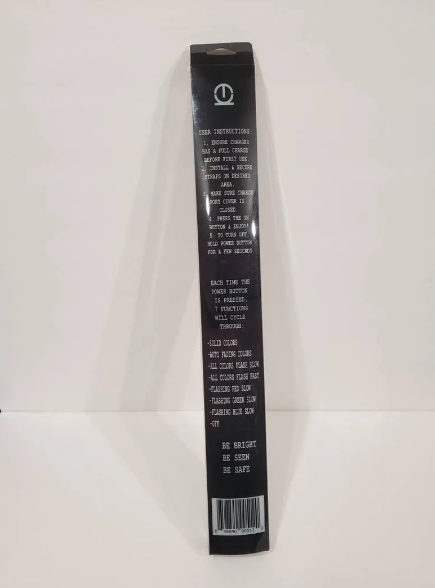 USER INSTRUCTIONS:
1. ENSURE CHARGER
HAS A FULL CHARGE
BEFORE FIRST USE.
2. INSTALL & SECURE
STRAPS ON DESIRED
AREA.
3. MAKE SURE CHARGE
PORT COVER IS
CLOSED.
4. PRESS THE ON
BUTTON & ENJOY!
5. TO TURN OFF,
HOLD POWER BUTTON
FOR A FEW SECONDS.
EACH TIME THE
POWER BUTTON
IS PRESSED,
7 FUNCTIONS
WILL CYCLE
THROUGH:
-SOLID COLORS
-AUTO FADING COLORS
-ALL COLORS FLASH SLOW
-ALL COLORS FLASH FAST
-FLASHING RED SLOW
-FLASHING GREEN SLOW
-FLASHING BLUE SLOW
-OFF
BE BRIGHT
BE SEEN
BE SAFE